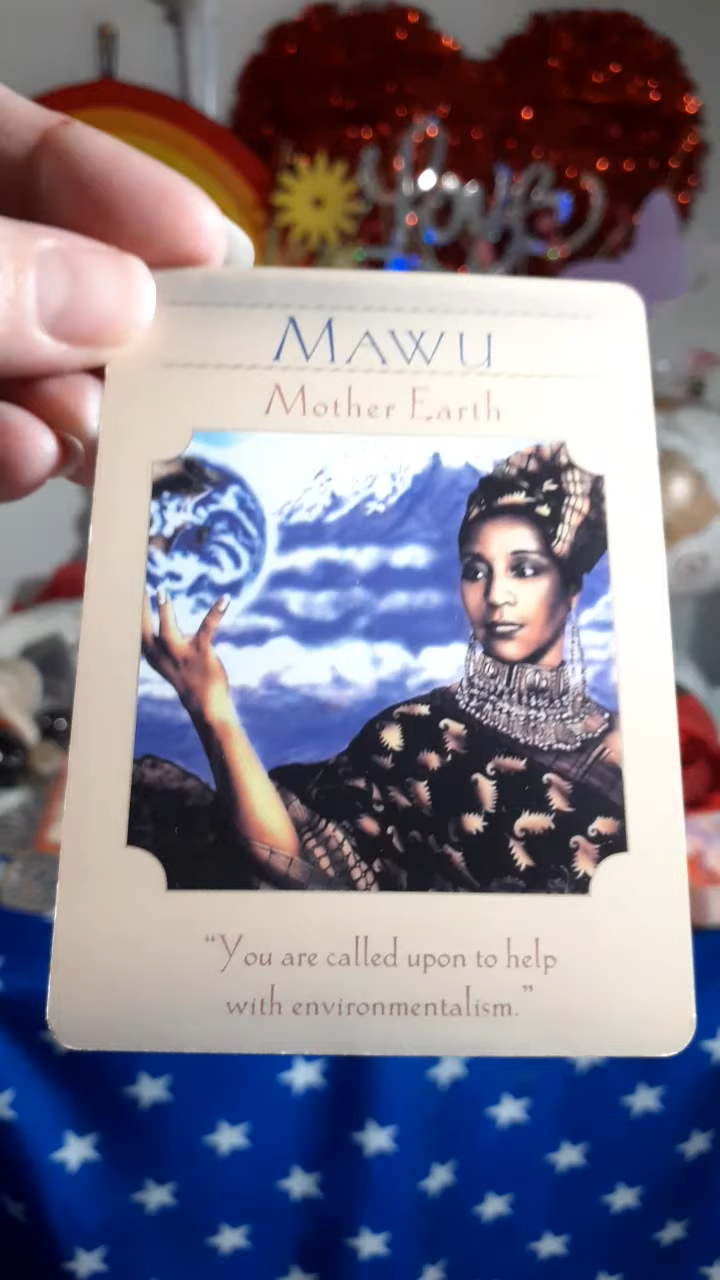 Love
MAWU
Mother Earth
“You are called upon to help
with environmentalism.”